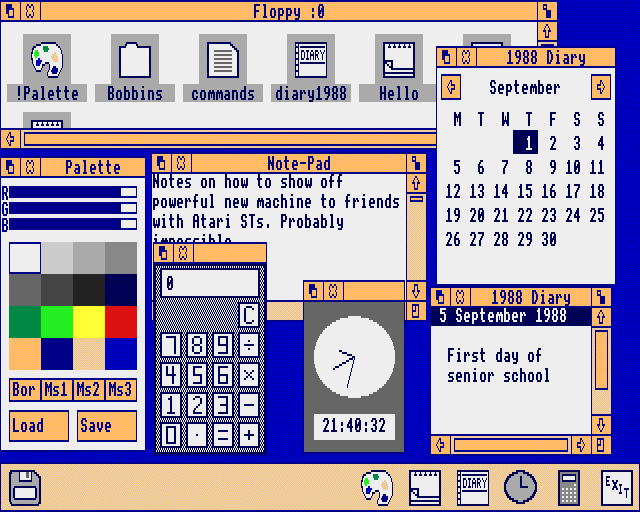 Floppy :0
DIARY
!Palette Bobbins commands diary1988 Hello
1988 Diary
September
M T W T F S S
1 2 3 4
5 6 7 8 9 10 11
12 13 14 15 16 17 18
19 20 21 22 23 24 25
26 27 28 29 30
Palette
R
G
B
Bor Ms1 Ms2 Ms3
Load Save
Note-Pad
Notes on how to show off
powerful new machine to friends
with Atari STs. Probably
impossible
0
C
7 8 9 ÷
4 5 6 ×
1 2 3 -
0 . = +
21:40:32
1988 Diary
5 September 1988
First day of
senior school
DIARY
EXIT